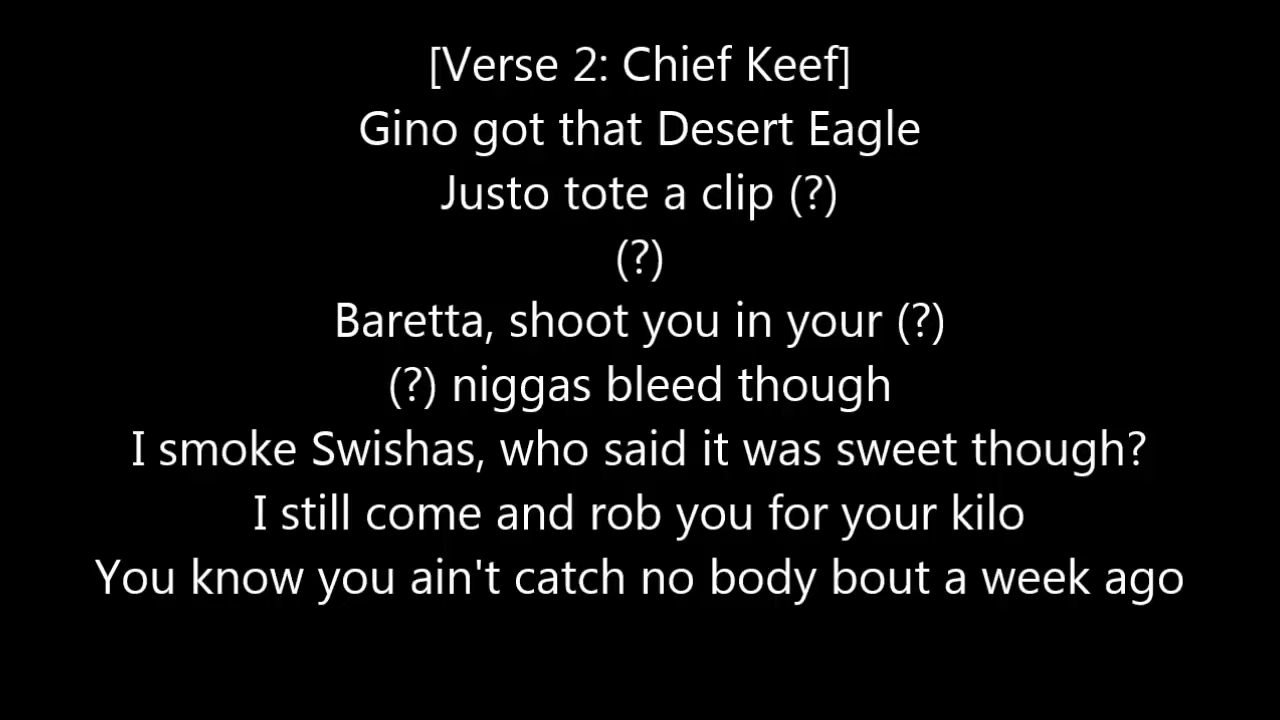 [Verse 2: Chief Keef]
Gino got that Desert Eagle
Justo tote a clip (?)
(?)
Baretta, shoot you in your (?)
(?) niggas bleed though
I smoke Swishas, who said it was sweet though?
I still come and rob you for your kilo
You know you ain't catch no body bout a week ago